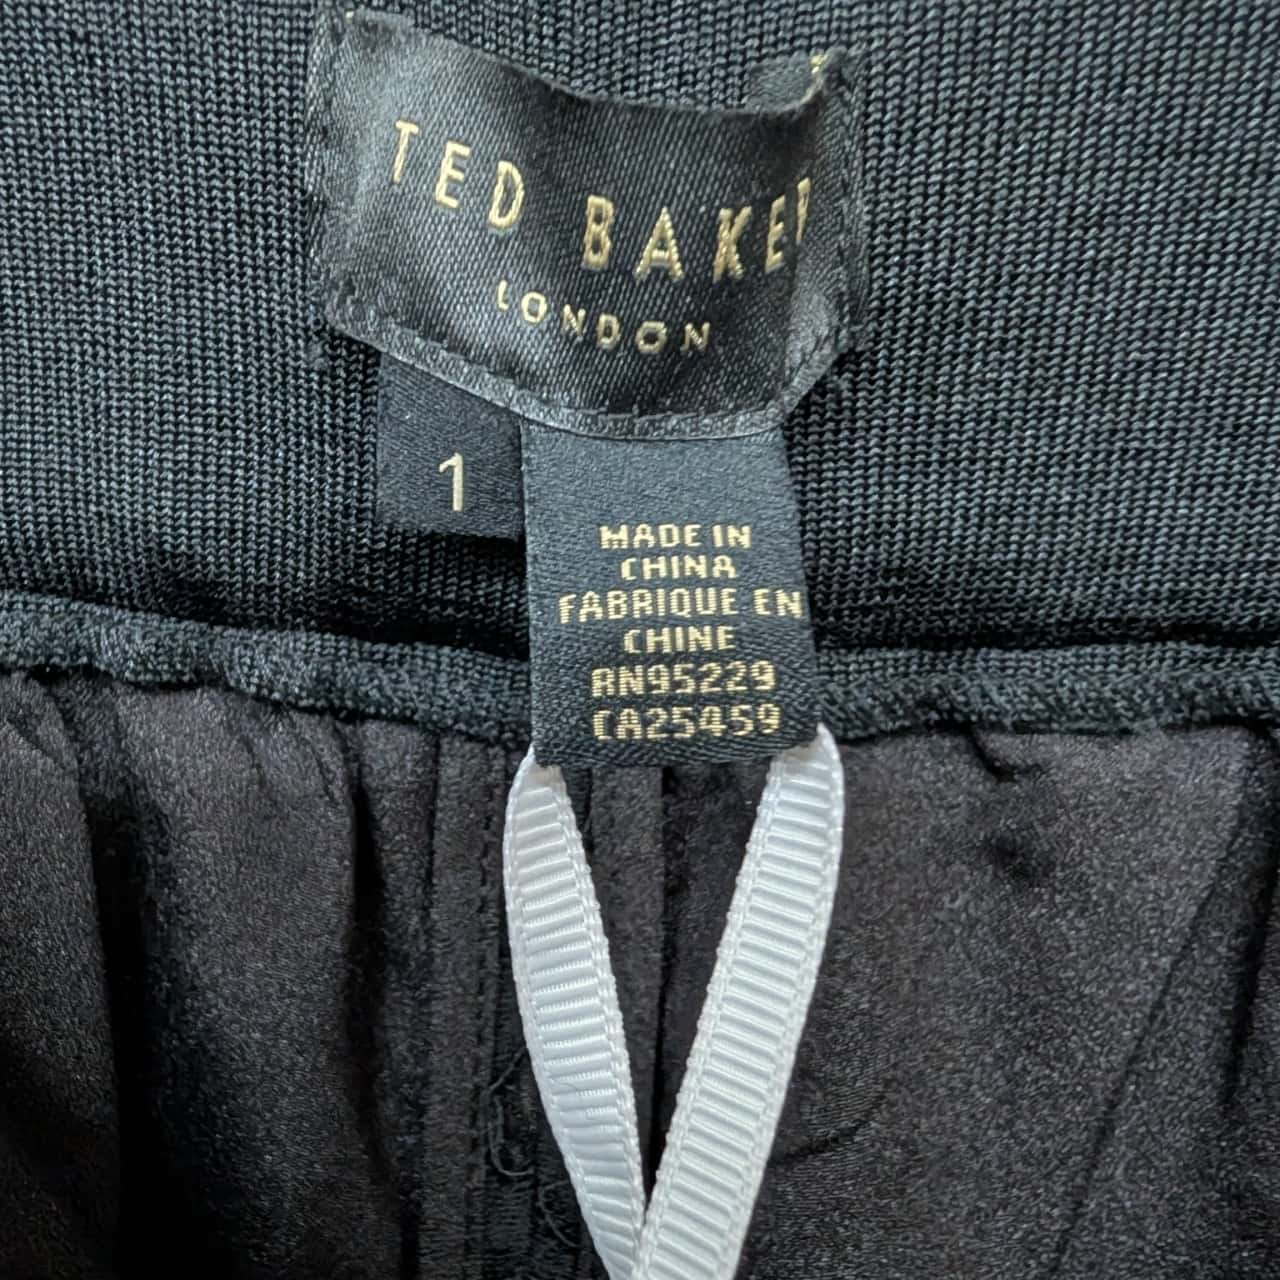 TED BAKER
LONDON
1
MADE IN
CHINA
FABRIQUE EN
CHINE
RN95229
CA25459